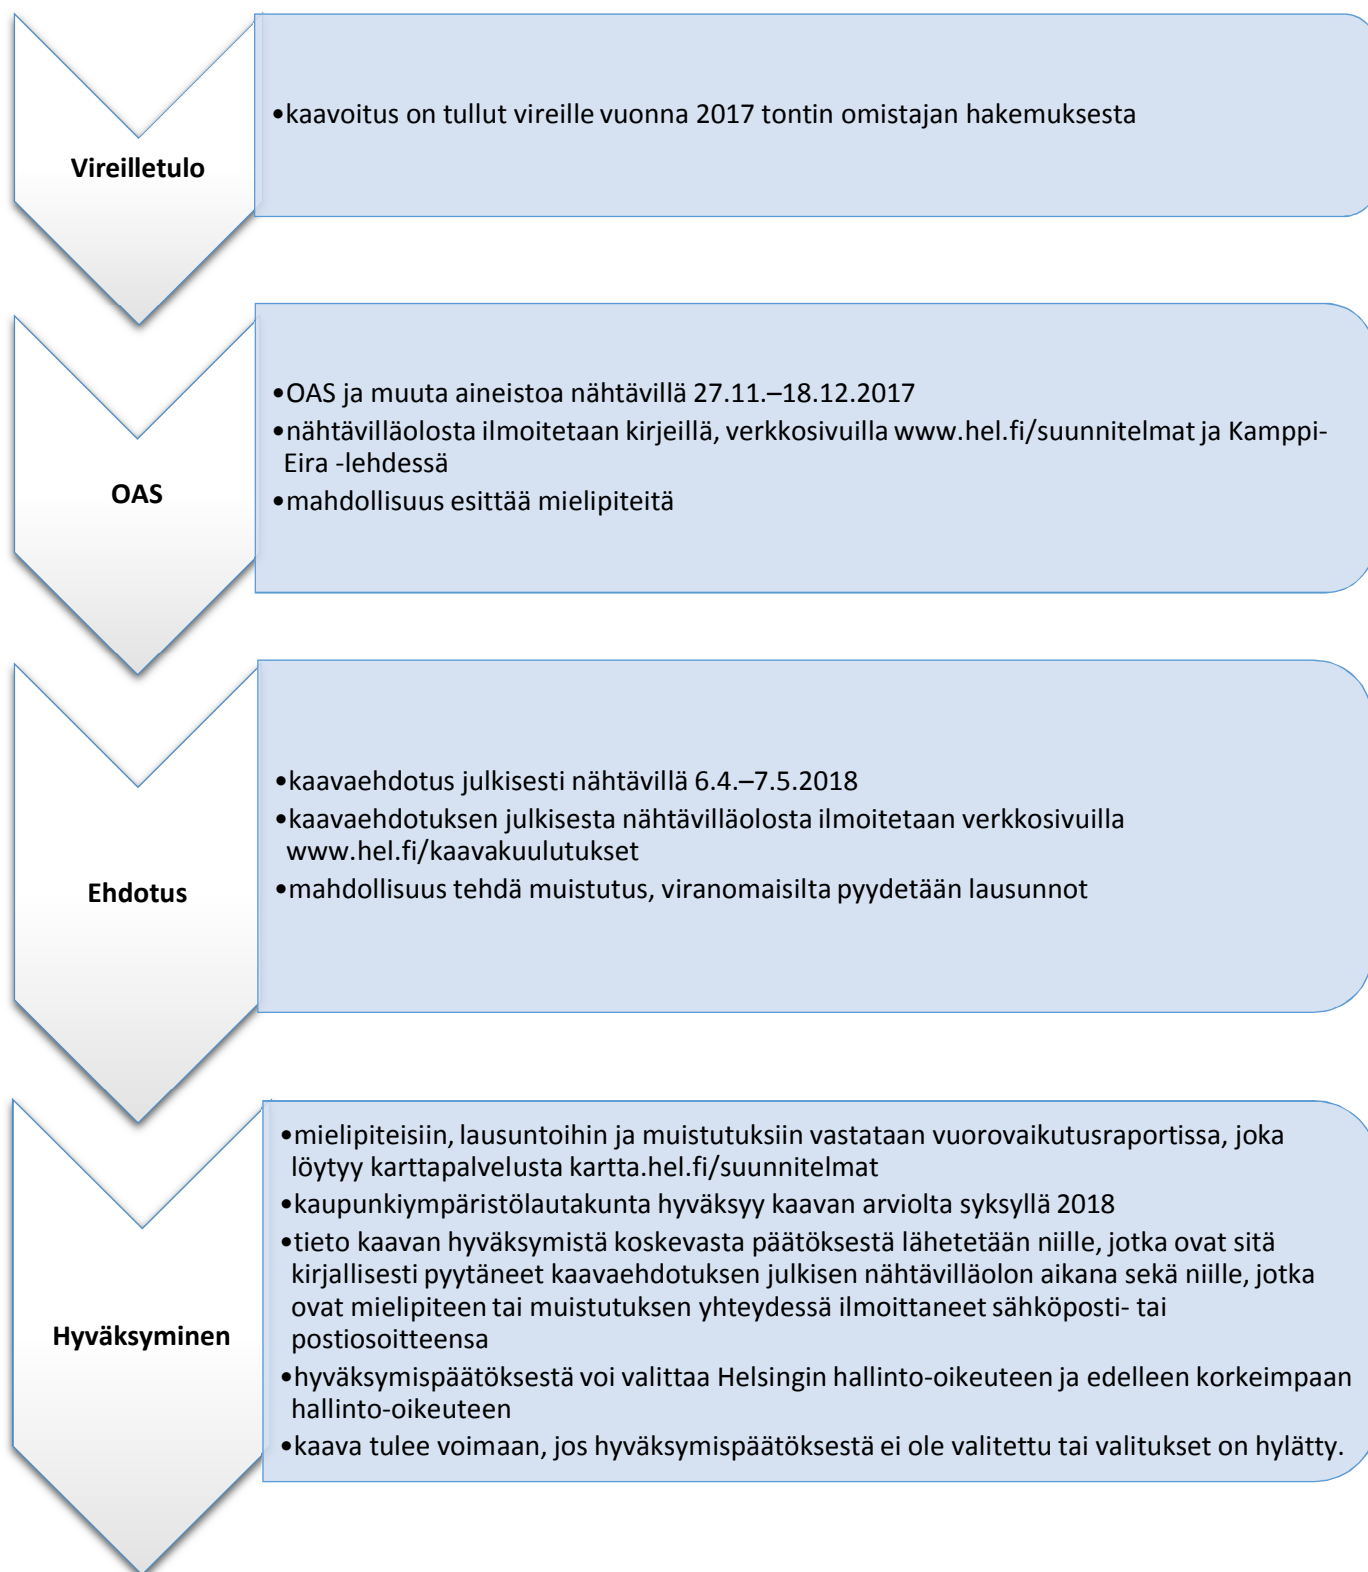 Vireilletulo
•kaavoitus on tullut vireille vuonna 2017 tontin omistajan hakemuksesta
OAS
•OAS ja muuta aineistoa nähtävillä 27.11.–18.12.2017
•nähtävilläolosta ilmoitetaan kirjeillä, verkkosivuilla www.hel.fi/suunnitelmat ja Kamppi-
Eira -lehdessä
•mahdollisuus esittää mielipiteitä
Ehdotus
•kaavaehdotus julkisesti nähtävillä 6.4.–7.5.2018
•kaavaehdotuksen julkisesta nähtävilläolosta ilmoitetaan verkkosivuilla
www.hel.fi/kaavakuulutukset
•mahdollisuus tehdä muistutus, viranomaisilta pyydetään lausunnot
Hyväksyminen
•mielipiteisiin, lausuntoihin ja muistutuksiin vastataan vuorovaikutusraportissa, joka
löytyy karttapalvelusta kartta.hel.fi/suunnitelmat
•kaupunkiympäristölautakunta hyväksyy kaavan arviolta syksyllä 2018
•tieto kaavan hyväksymistä koskevasta päätöksestä lähetetään niille, jotka ovat sitä
kirjallisesti pyytäneet kaavaehdotuksen julkisen nähtävilläolon aikana sekä niille, jotka
ovat mielipiteen tai muistutuksen yhteydessä ilmoittaneet sähköposti- tai
postiosoitteensa
•hyväksymispäätöksestä voi valittaa Helsingin hallinto-oikeuteen ja edelleen korkeimpaan
hallinto-oikeuteen
•kaava tulee voimaan, jos hyväksymispäätöksestä ei ole valitettu tai valitukset on hylätty.